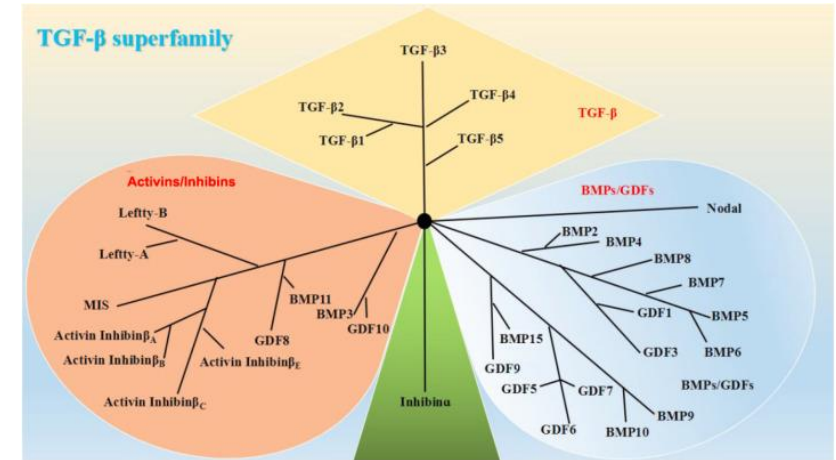 TGF-β superfamily
TGF-β3
TGF-β2
TGF-β4
TGF-β1
TGF-β5
TGF-β
Activins/Inhibins
Leftty-B
Leftty-A
MIS
Activin InhibinβA
Activin InhibinβB
Activin InhibinβC
Activin InhibinβE
GDF8
BMP11
BMP3
GDF10
Inhibinα
BMPs/GDFs
Nodal
BMP2
BMP4
BMP8
BMP7
BMP5
BMP6
GDF1
GDF3
BMPs/GDFs
BMP15
GDF9
GDF5
GDF7
GDF6
BMP10
BMP9